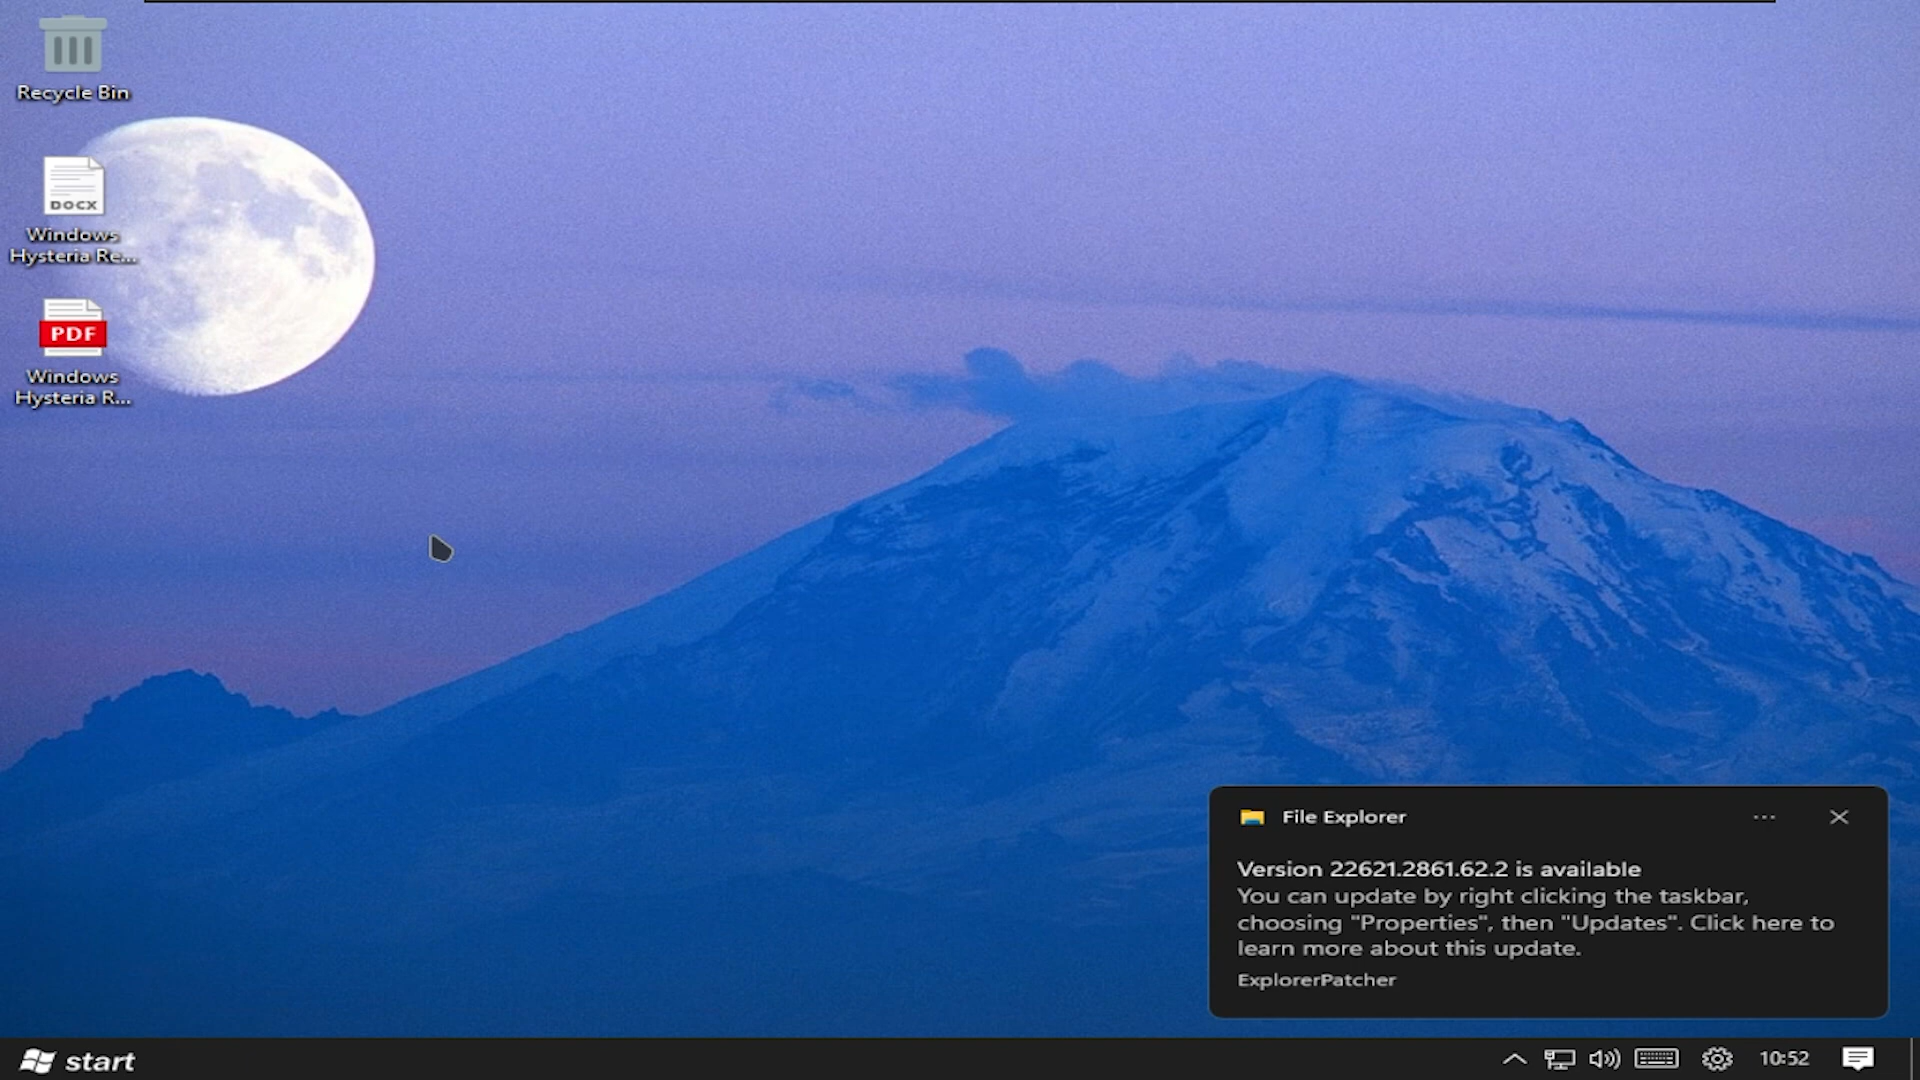 Recycle Bin
DOCX
Windows
Hysteria Re...
PDF
Windows
Hysteria R...
File Explorer
Version 22621.2861.62.2 is available
You can update by right clicking the taskbar,
choosing "Properties", then "Updates". Click here to
learn more about this update.
ExplorerPatcher
start
10:52